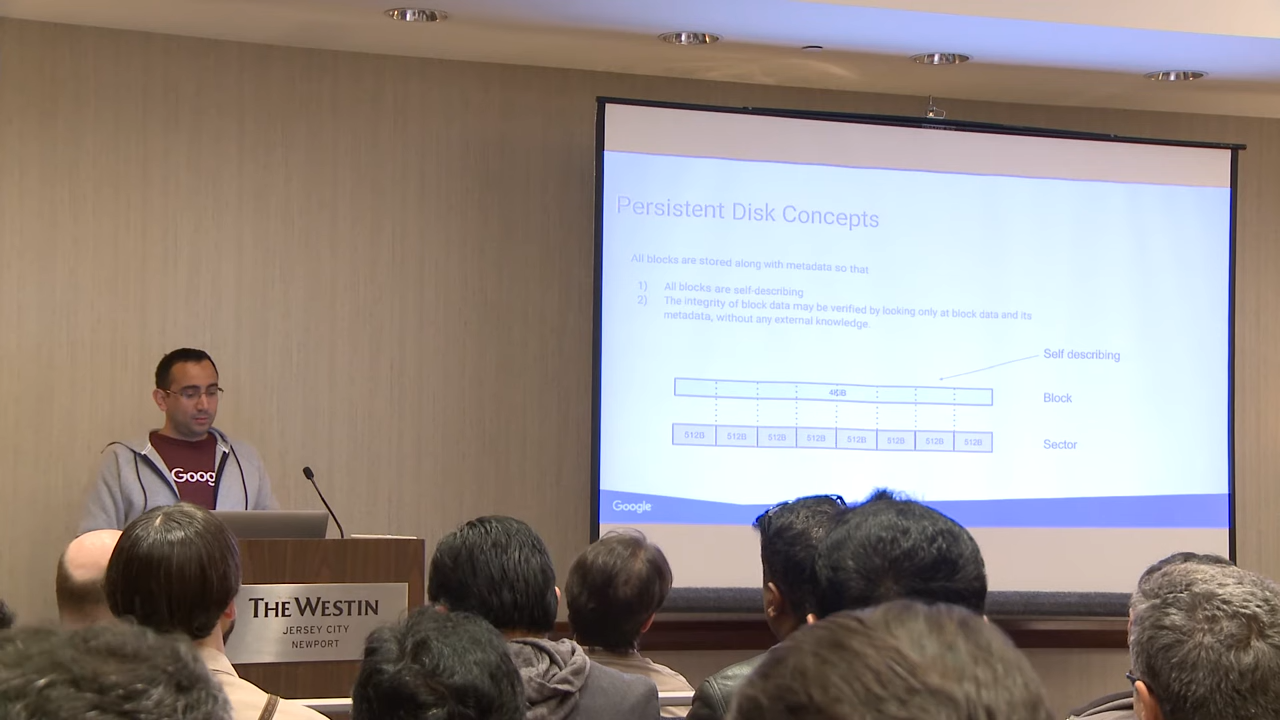 Persistent Disk Concepts
All blocks are stored along with metadata so that
1) All blocks are self-describing
2) The integrity of block data may be verified by looking only at block data and its
metadata, without any external knowledge.
Self describing
Block
512B 512B 512B 512B 512B 512B 512B 512B
Sector
Google
Goog
THE WESTIN
JERSEY CITY
NEWPORT